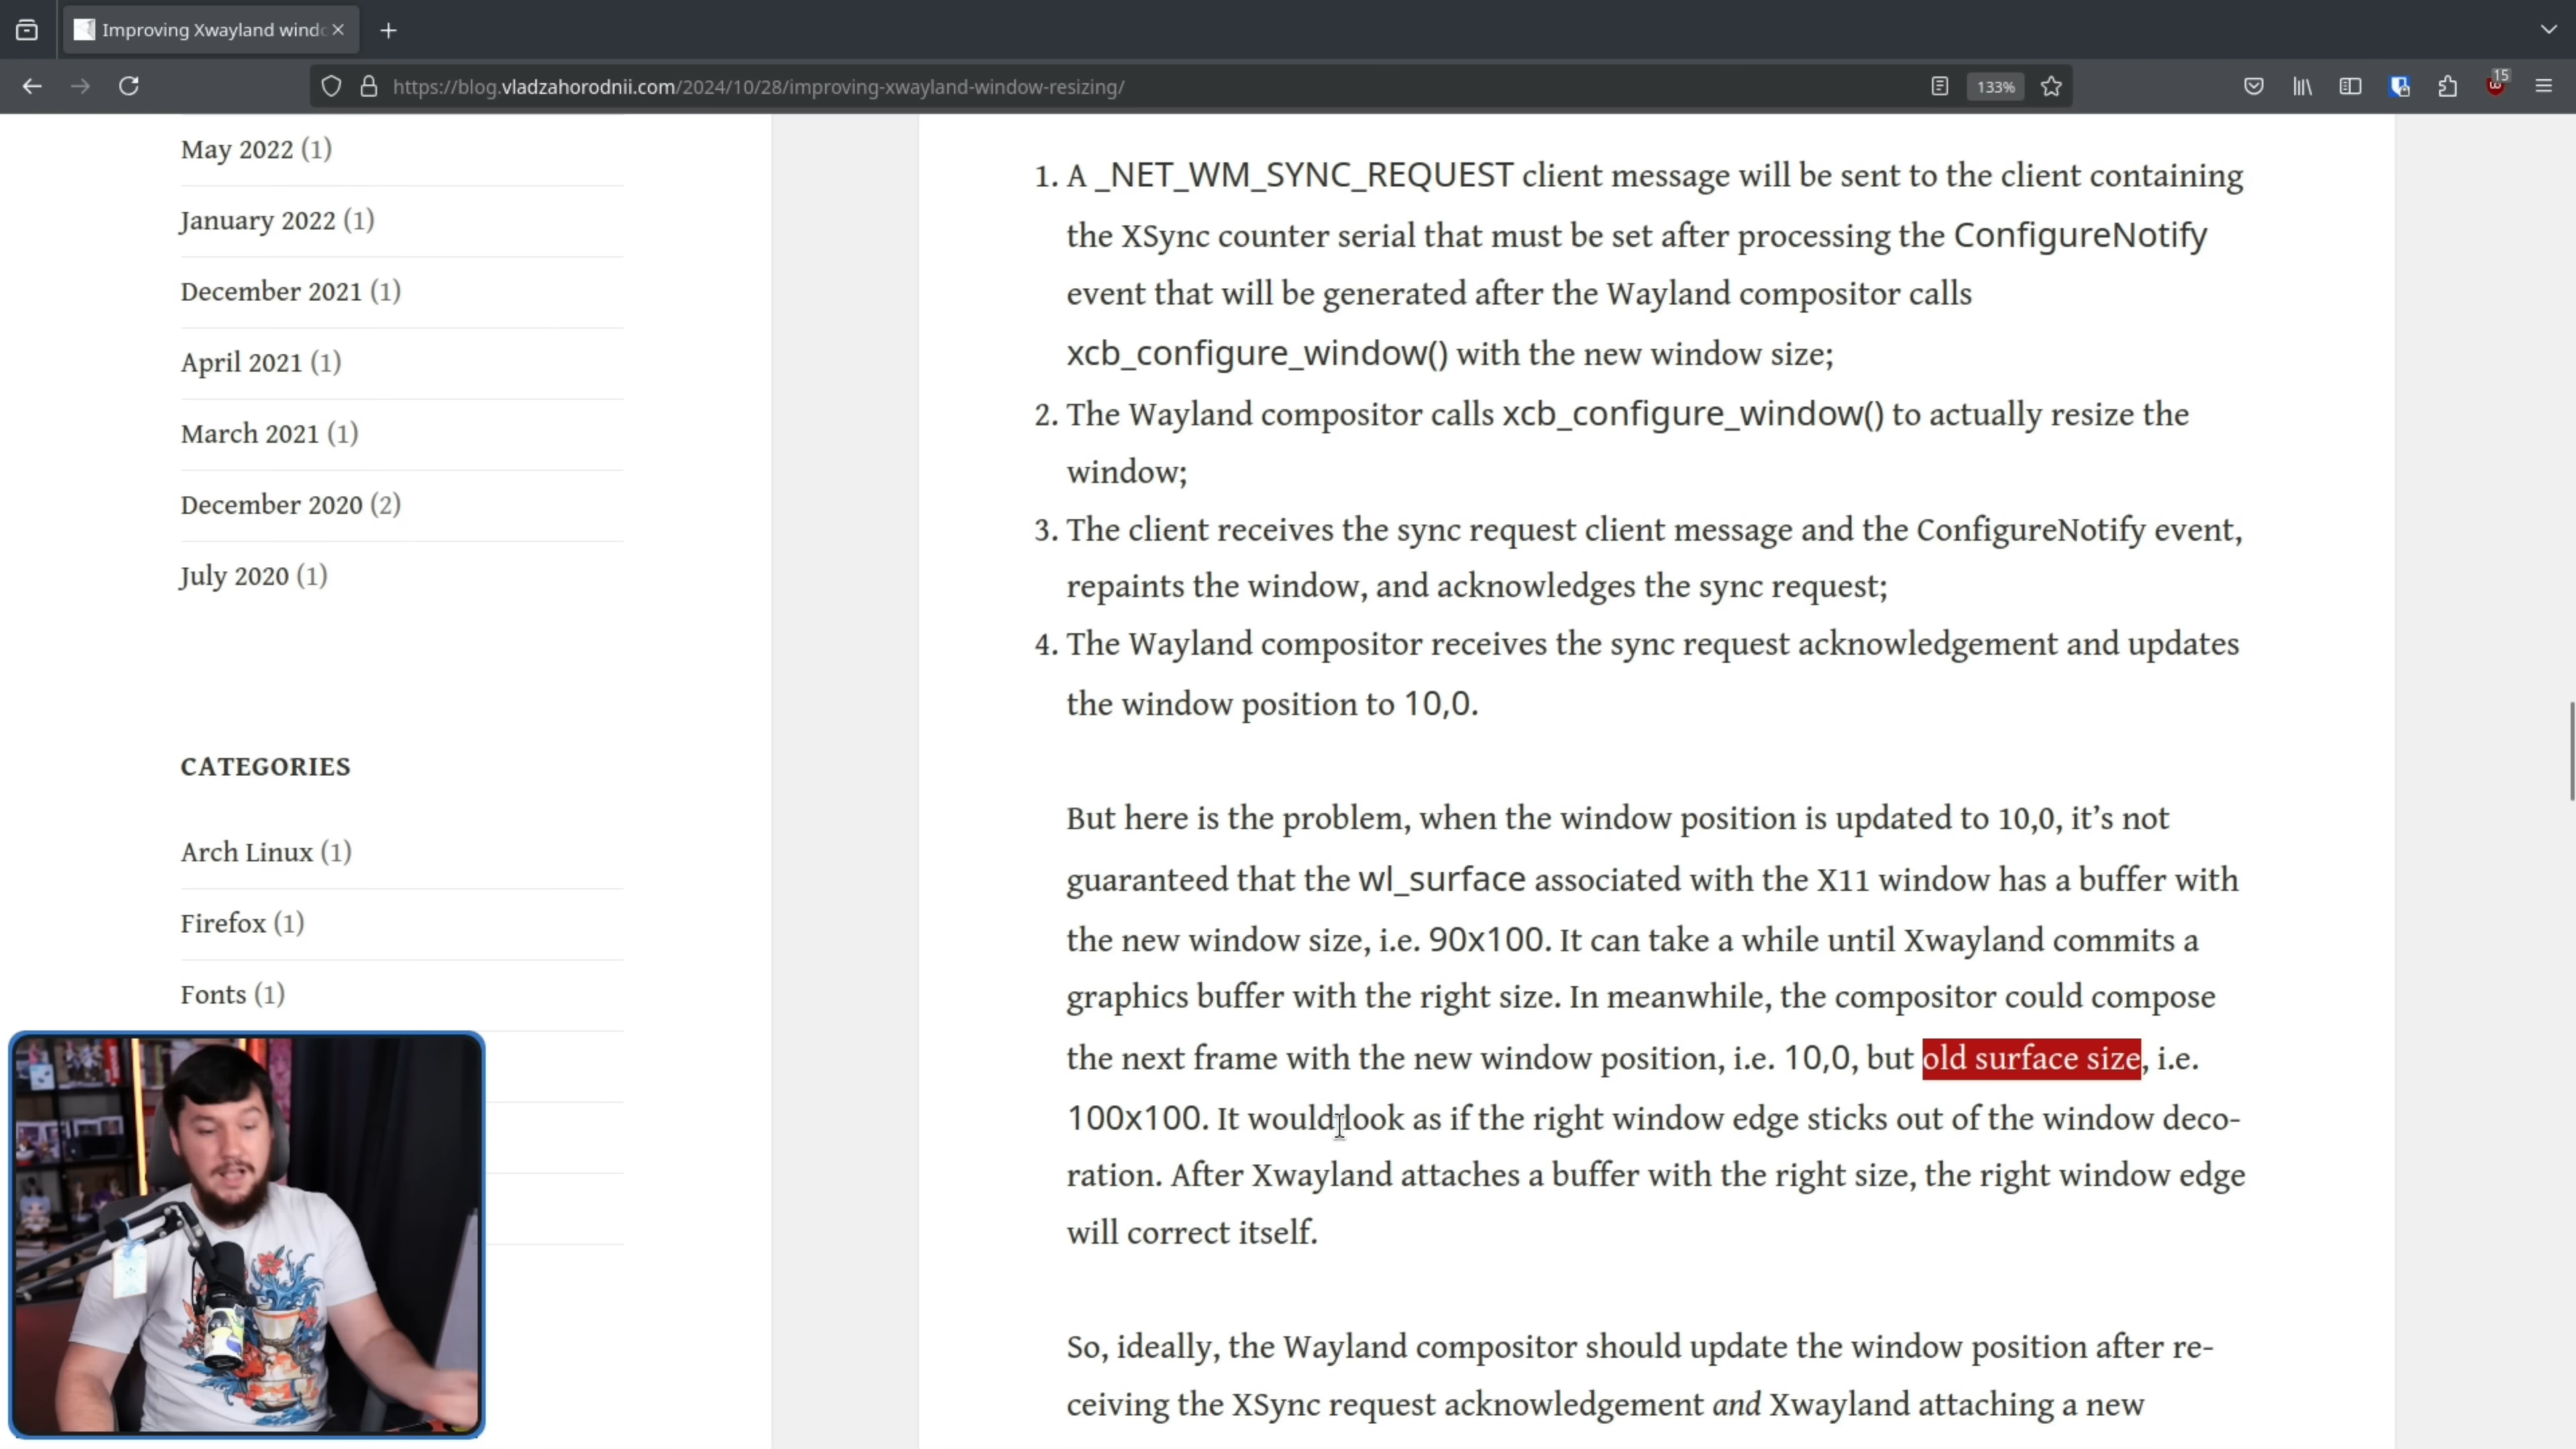 Improving Xwayland wind
https://blog.vladzahorodnii.com/2024/10/28/improving-xwayland-window-resizing/
133%
15
May 2022 (1)
January 2022 (1)
December 2021 (1)
April 2021 (1)
March 2021 (1)
December 2020 (2)
July 2020 (1)
CATEGORIES
Arch Linux (1)
Firefox (1)
Fonts (1)
1. A _NET_WM_SYNC_REQUEST client message will be sent to the client containing
the XSync counter serial that must be set after processing the ConfigureNotify
event that will be generated after the Wayland compositor calls
xcb_configure_window() with the new window size;
2. The Wayland compositor calls xcb_configure_window() to actually resize the
window;
3. The client receives the sync request client message and the ConfigureNotify event,
repaints the window, and acknowledges the sync request;
4. The Wayland compositor receives the sync request acknowledgement and updates
the window position to 10,0.
But here is the problem, when the window position is updated to 10,0, it’s not
guaranteed that the wl_surface associated with the X11 window has a buffer with
the new window size, i.e. 90x100. It can take a while until Xwayland commits a
graphics buffer with the right size. In meanwhile, the compositor could compose
the next frame with the new window position, i.e. 10,0, but old surface size, i.e.
100x100. It would look as if the right window edge sticks out of the window deco-
ration. After Xwayland attaches a buffer with the right size, the right window edge
will correct itself.
So, ideally, the Wayland compositor should update the window position after re-
ceiving the XSync request acknowledgement and Xwayland attaching a new